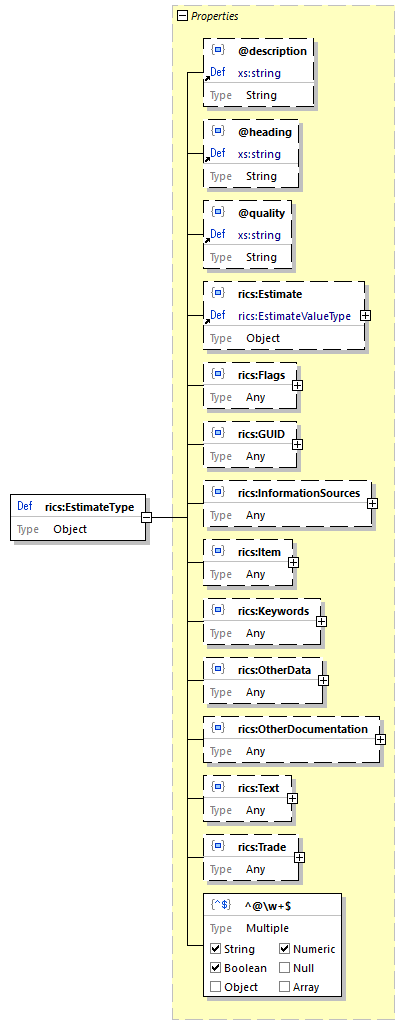 Properties
@description
Def xs:string
Type String
@heading
Def xs:string
Type String
@quality
Def xs:string
Type String
rics:Estimate
Def rics:EstimateValueType
Type Object
rics:Flags
Type Any
rics:GUID
Type Any
rics:InformationSources
Type Any
Def rics:EstimateType
Type Object
rics:Item
Type Any
rics:Keywords
Type Any
rics:OtherData
Type Any
rics:OtherDocumentation
Type Any
rics:Text
Type Any
rics:Trade
Type Any
{^$} ^@\w+$
Type Multiple
String Numeric
Boolean Null
Object Array